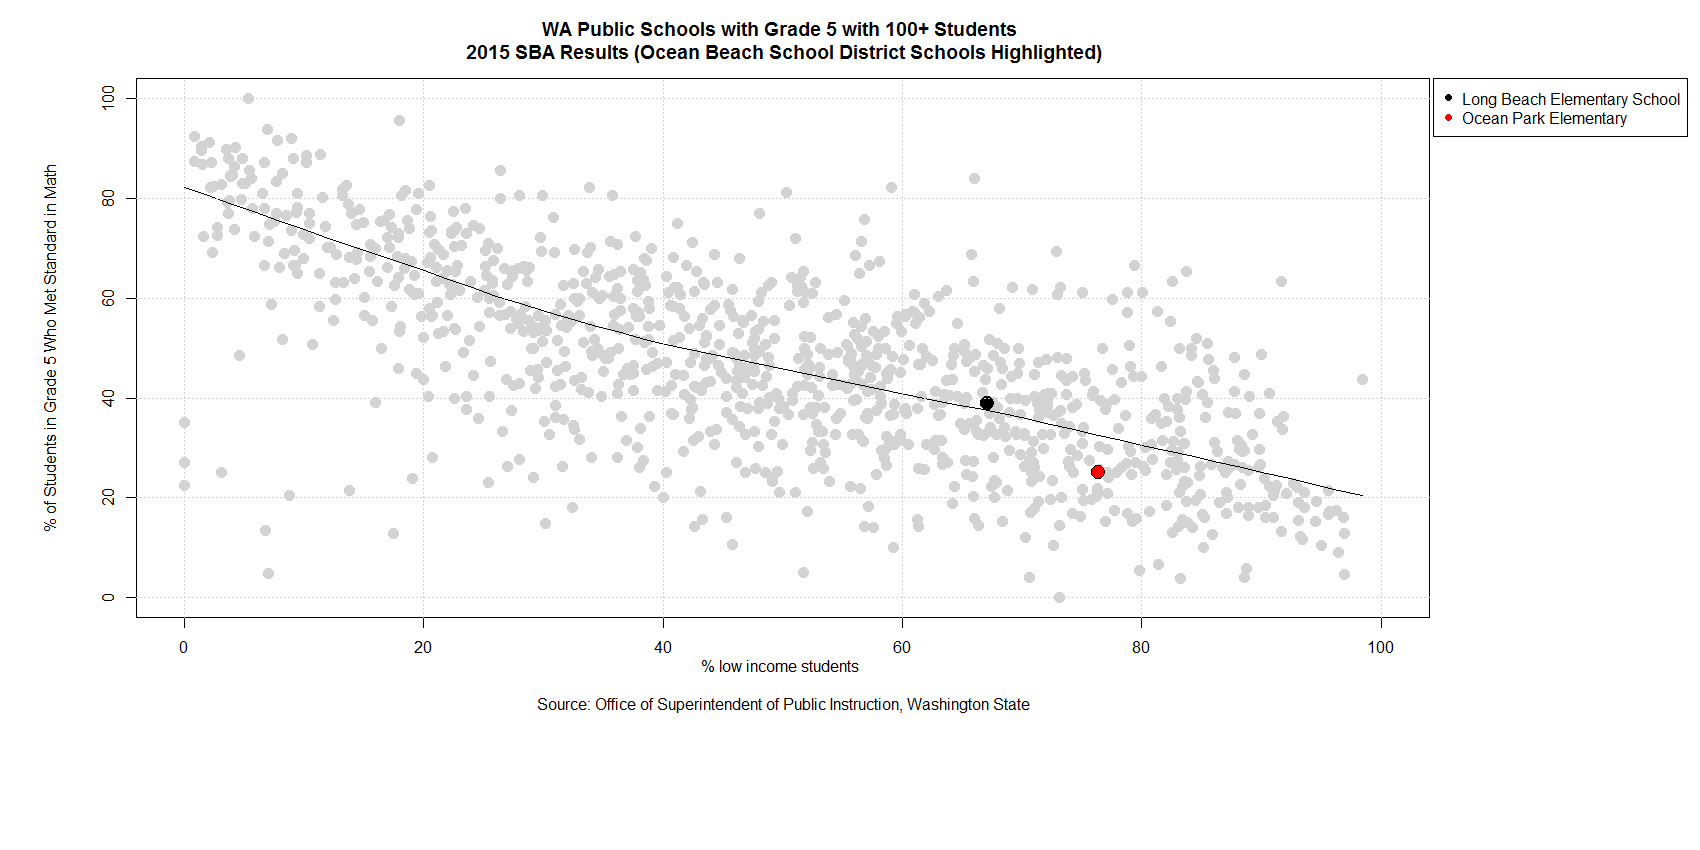 WA Public Schools with Grade 5 with 100+ Students
2015 SBA Results (Ocean Beach School District Schools Highlighted)
Long Beach Elementary School
Ocean Park Elementary
% of Students in Grade 5 Who Met Standard in Math
100
80
60
40
20
0
0 20 40 60 80 100
% low income students
Source: Office of Superintendent of Public Instruction, Washington State